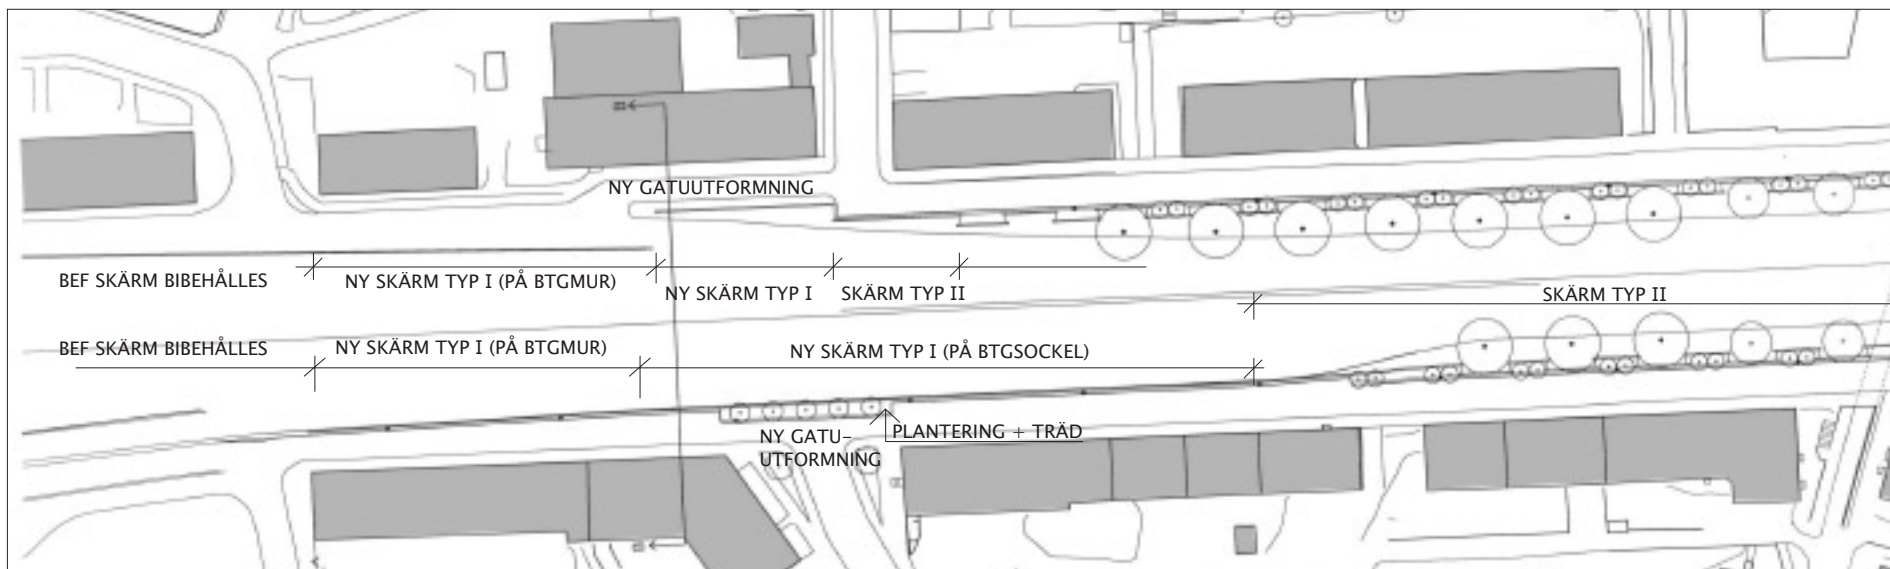 NY GATUUTFORMNING
BEF SKÄRM BIBEHÅLLES
NY SKÄRM TYP I (PÅ BTGMUR)
NY SKÄRM TYP I
SKÄRM TYP II
SKÄRM TYP II
BEF SKÄRM BIBEHÅLLES
NY SKÄRM TYP I (PÅ BTGMUR)
NY SKÄRM TYP I (PÅ BTGSOCKEL)
NY GATU-
UTFORMNING
PLANTERING + TRÄD